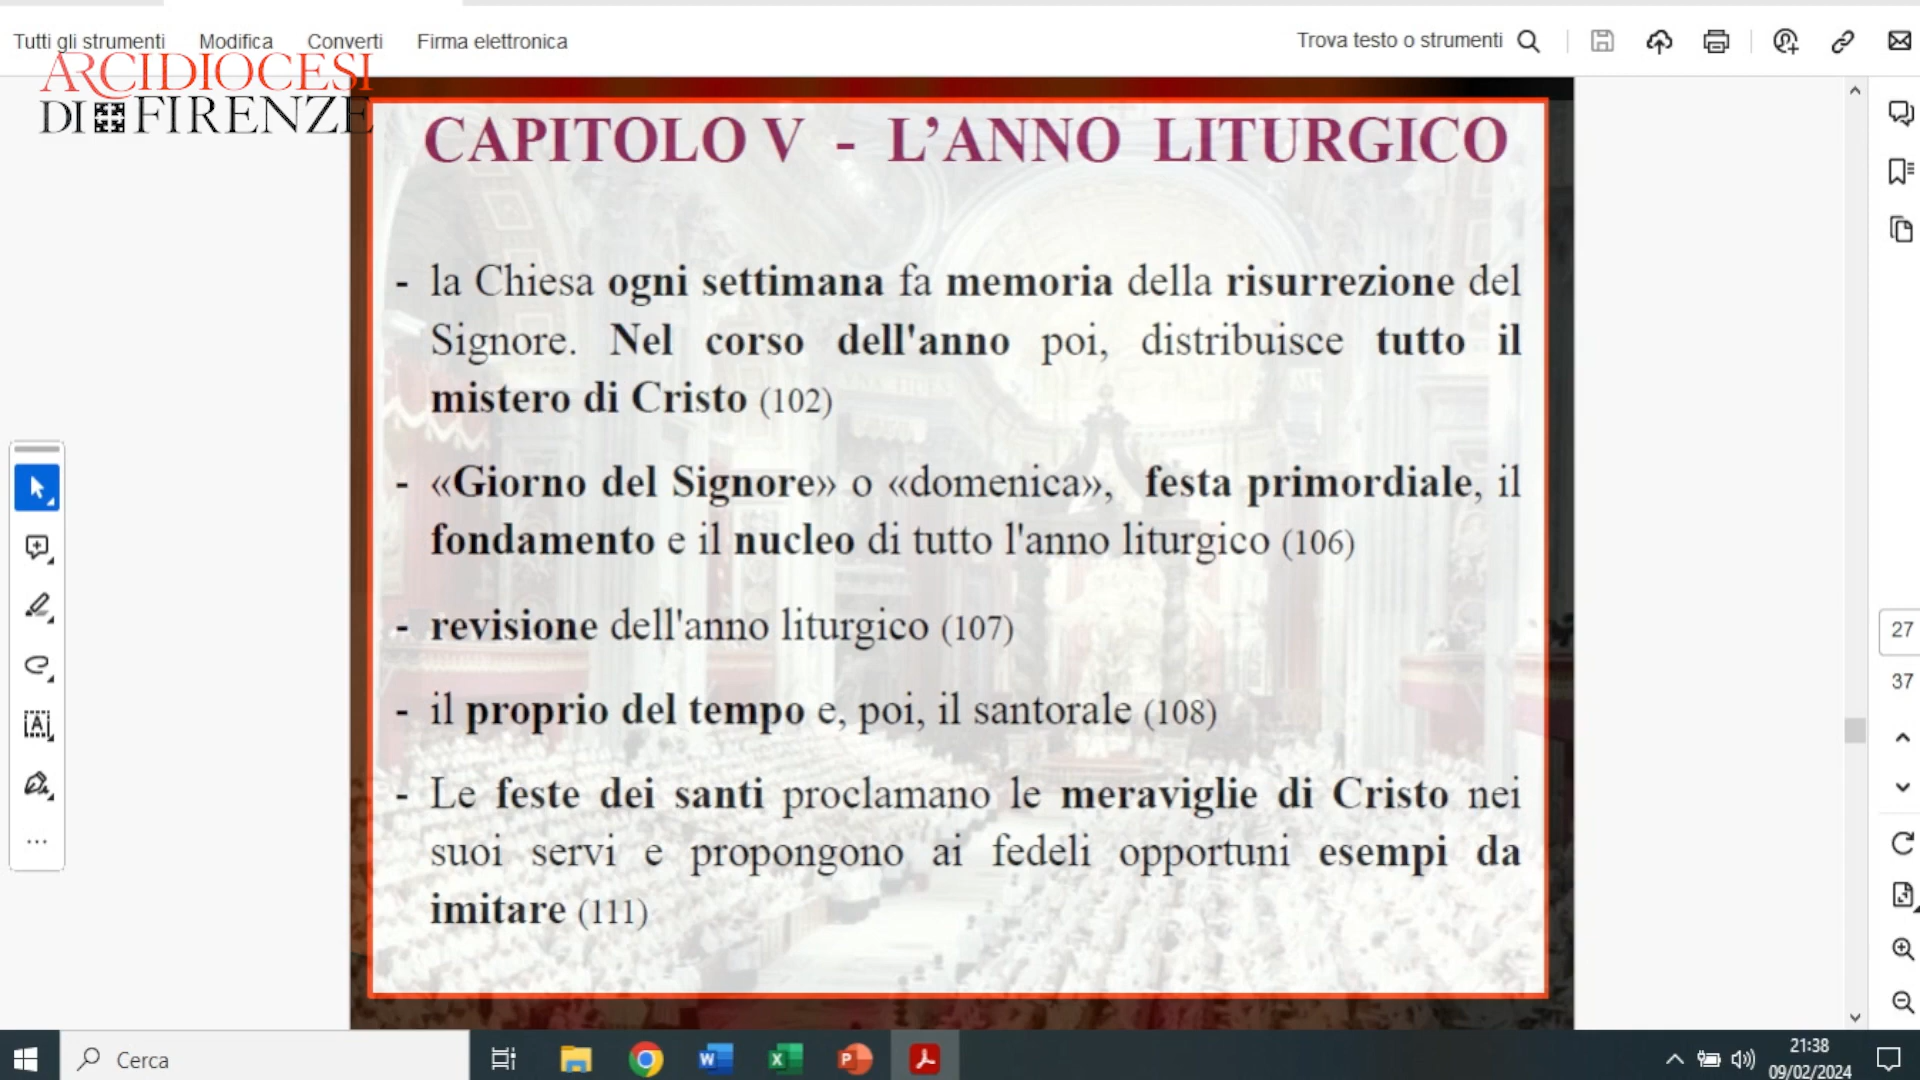 Tutti gli strumenti Modifica Converti Firma elettronica Trova testo o strumenti
ARCIDIOCESI
DI FIRENZE
CAPITOLO V - L’ANNO LITURGICO
- la Chiesa ogni settimana fa memoria della risurrezione del
Signore. Nel corso dell'anno poi, distribuisce tutto il
mistero di Cristo (102)
- «Giorno del Signore» o «domenica», festa primordiale, il
fondamento e il nucleo di tutto l'anno liturgico (106)
- revisione dell'anno liturgico (107)
- il proprio del tempo e, poi, il santorale (108)
- Le feste dei santi proclamano le meraviglie di Cristo nei
suoi servi e propongono ai fedeli opportuni esempi da
imitare (111)
27
37
Cerca
21:38
09/02/2024